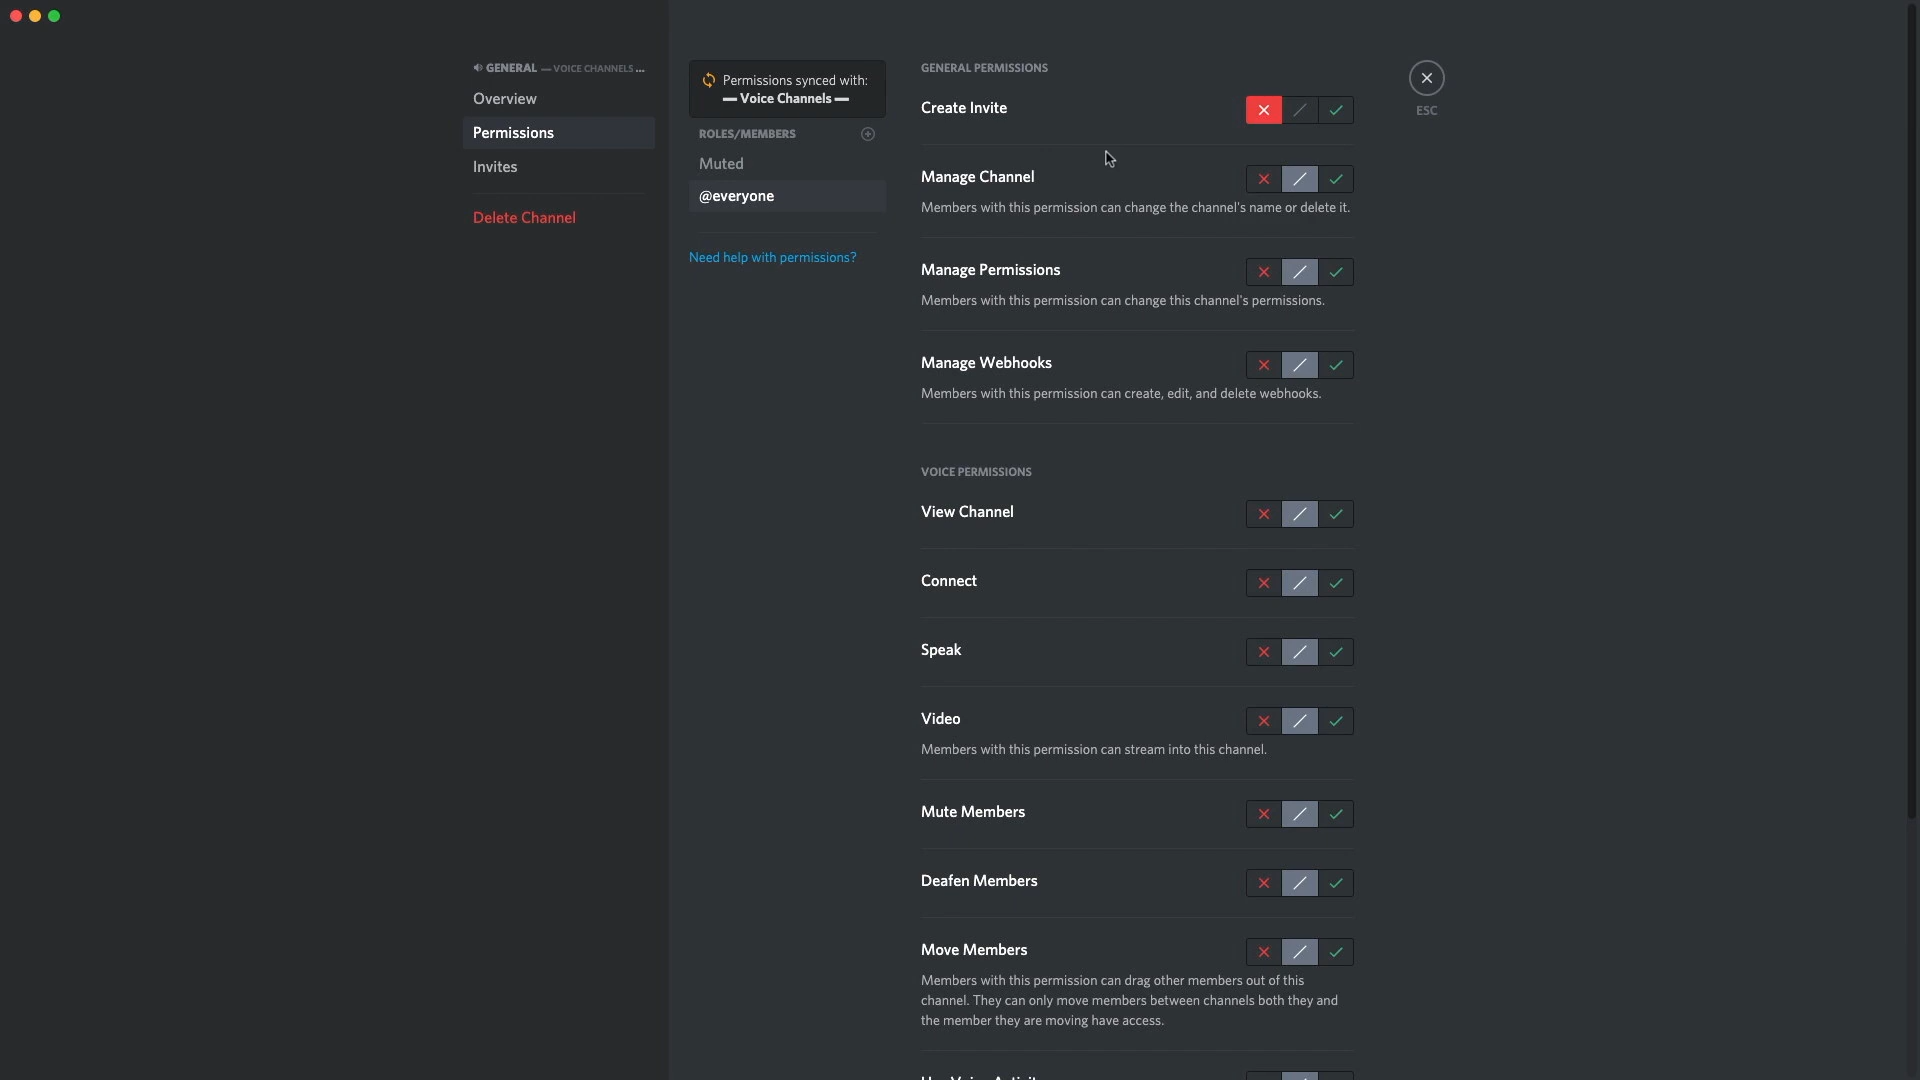 GENERAL — VOICE CHANNELS ...
Overview
Permissions
Invites
Delete Channel
Permissions synced with:
— Voice Channels —
ROLES/MEMBERS
Muted
@everyone
Need help with permissions?
GENERAL PERMISSIONS
Create Invite
ESC
Manage Channel
Members with this permission can change the channel's name or delete it.
Manage Permissions
Members with this permission can change this channel's permissions.
Manage Webhooks
Members with this permission can create, edit, and delete webhooks.
VOICE PERMISSIONS
View Channel
Connect
Speak
Video
Members with this permission can stream into this channel.
Mute Members
Deafen Members
Move Members
Members with this permission can drag other members out of this
channel. They can only move members between channels both they and
the member they are moving have access.